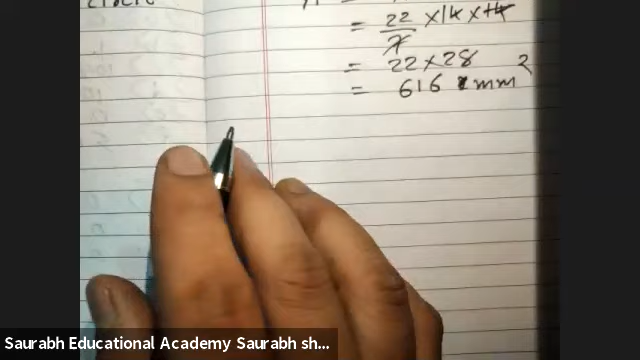 = 22/7 × 14 × 14
= 22 × 28
= 616 mm²
Saurabh Educational Academy Saurabh sh...